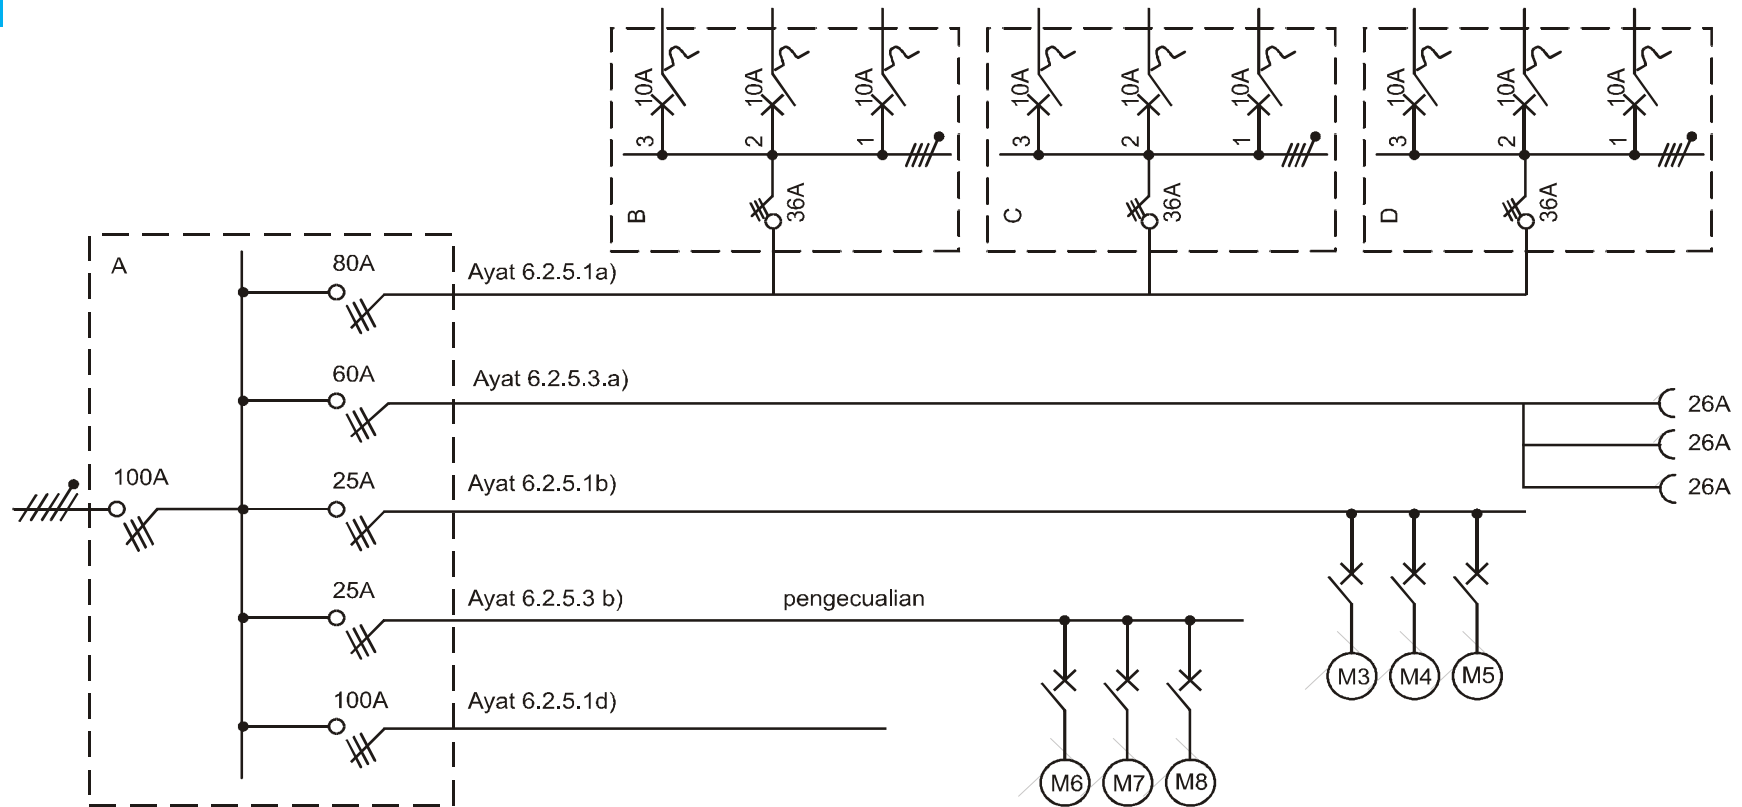 10A 10A 10A 10A 10A 10A 10A 10A 10A
3 2 1 3 2 1 3 2 1
B 36A C 36A D 36A
A
80A Ayat 6.2.5.1a)
60A Ayat 6.2.5.3.a)
26A
26A
26A
100A
25A Ayat 6.2.5.1b)
25A Ayat 6.2.5.3 b) pengecualian
M3 M4 M5
100A Ayat 6.2.5.1d)
M6 M7 M8